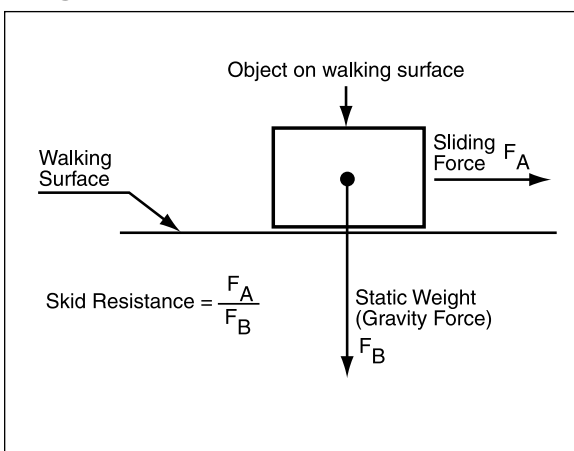 Object on walking surface
Walking
Surface
Sliding
Force F_A
Skid Resistance = F_A / F_B
Static Weight
(Gravity Force)
F_B